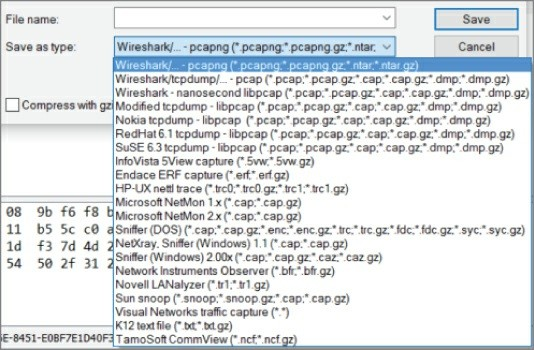 File name:
Save
Save as type:
Wireshark/... - pcapng (*.pcapng;*.pcapng.gz;*.ntar;
Cancel
Wireshark/... - pcapng (*.pcapng;*.pcapng.gz;*.ntar;*.ntar.gz)
Wireshark/tcpdump/... - pcap (*.pcap;*.pcap.gz;*.cap;*.cap.gz;*.dmp;*.dmp.gz)
Wireshark - nanosecond libpcap (*.pcap;*.pcap.gz;*.cap;*.cap.gz;*.dmp;*.dmp.gz)
Modified tcpdump - libpcap (*.pcap;*.pcap.gz;*.cap;*.cap.gz;*.dmp;*.dmp.gz)
Nokia tcpdump - libpcap (*.pcap;*.pcap.gz;*.cap;*.cap.gz;*.dmp;*.dmp.gz)
Compress with gzi
RedHat 6.1 tcpdump - libpcap (*.pcap;*.pcap.gz;*.cap;*.cap.gz;*.dmp;*.dmp.gz)
SuSE 6.3 tcpdump - libpcap (*.pcap;*.pcap.gz;*.cap;*.cap.gz;*.dmp;*.dmp.gz)
InfoVista 5View capture (*.5vw;*.5vw.gz)
Endace ERF capture (*.erf;*.erf.gz)
HP-UX nettl trace (*.trc0;*.trc0.gz;*.trc1;*.trc1.gz)
Microsoft NetMon 1.x (*.cap;*.cap.gz)
Microsoft NetMon 2.x (*.cap;*.cap.gz)
Sniffer (DOS) (*.cap;*.cap.gz;*.enc;*.enc.gz;*.trc;*.trc.gz;*.fdc;*.fdc.gz;*.syc;*.syc.gz)
NetXray, Sniffer (Windows) 1.1 (*.cap;*.cap.gz)
Sniffer (Windows) 2.00x (*.cap;*.cap.gz;*.caz;*.caz.gz)
Network Instruments Observer (*.bfr;*.bfr.gz)
Novell LANalyzer (*.tr1;*.tr1.gz)
Sun snoop (*.snoop;*.snoop.gz;*.cap;*.cap.gz)
Visual Networks traffic capture (*.*)
K12 text file (*.txt;*.txt.gz)
TamoSoft CommView (*.ncf;*.ncf.gz)
08 9b f6 f8 b
11 b5 5c c0 a
1d f3 7d 4d 2
54 50 2f 31 2
6E-8451-E0BF7E1D40F3